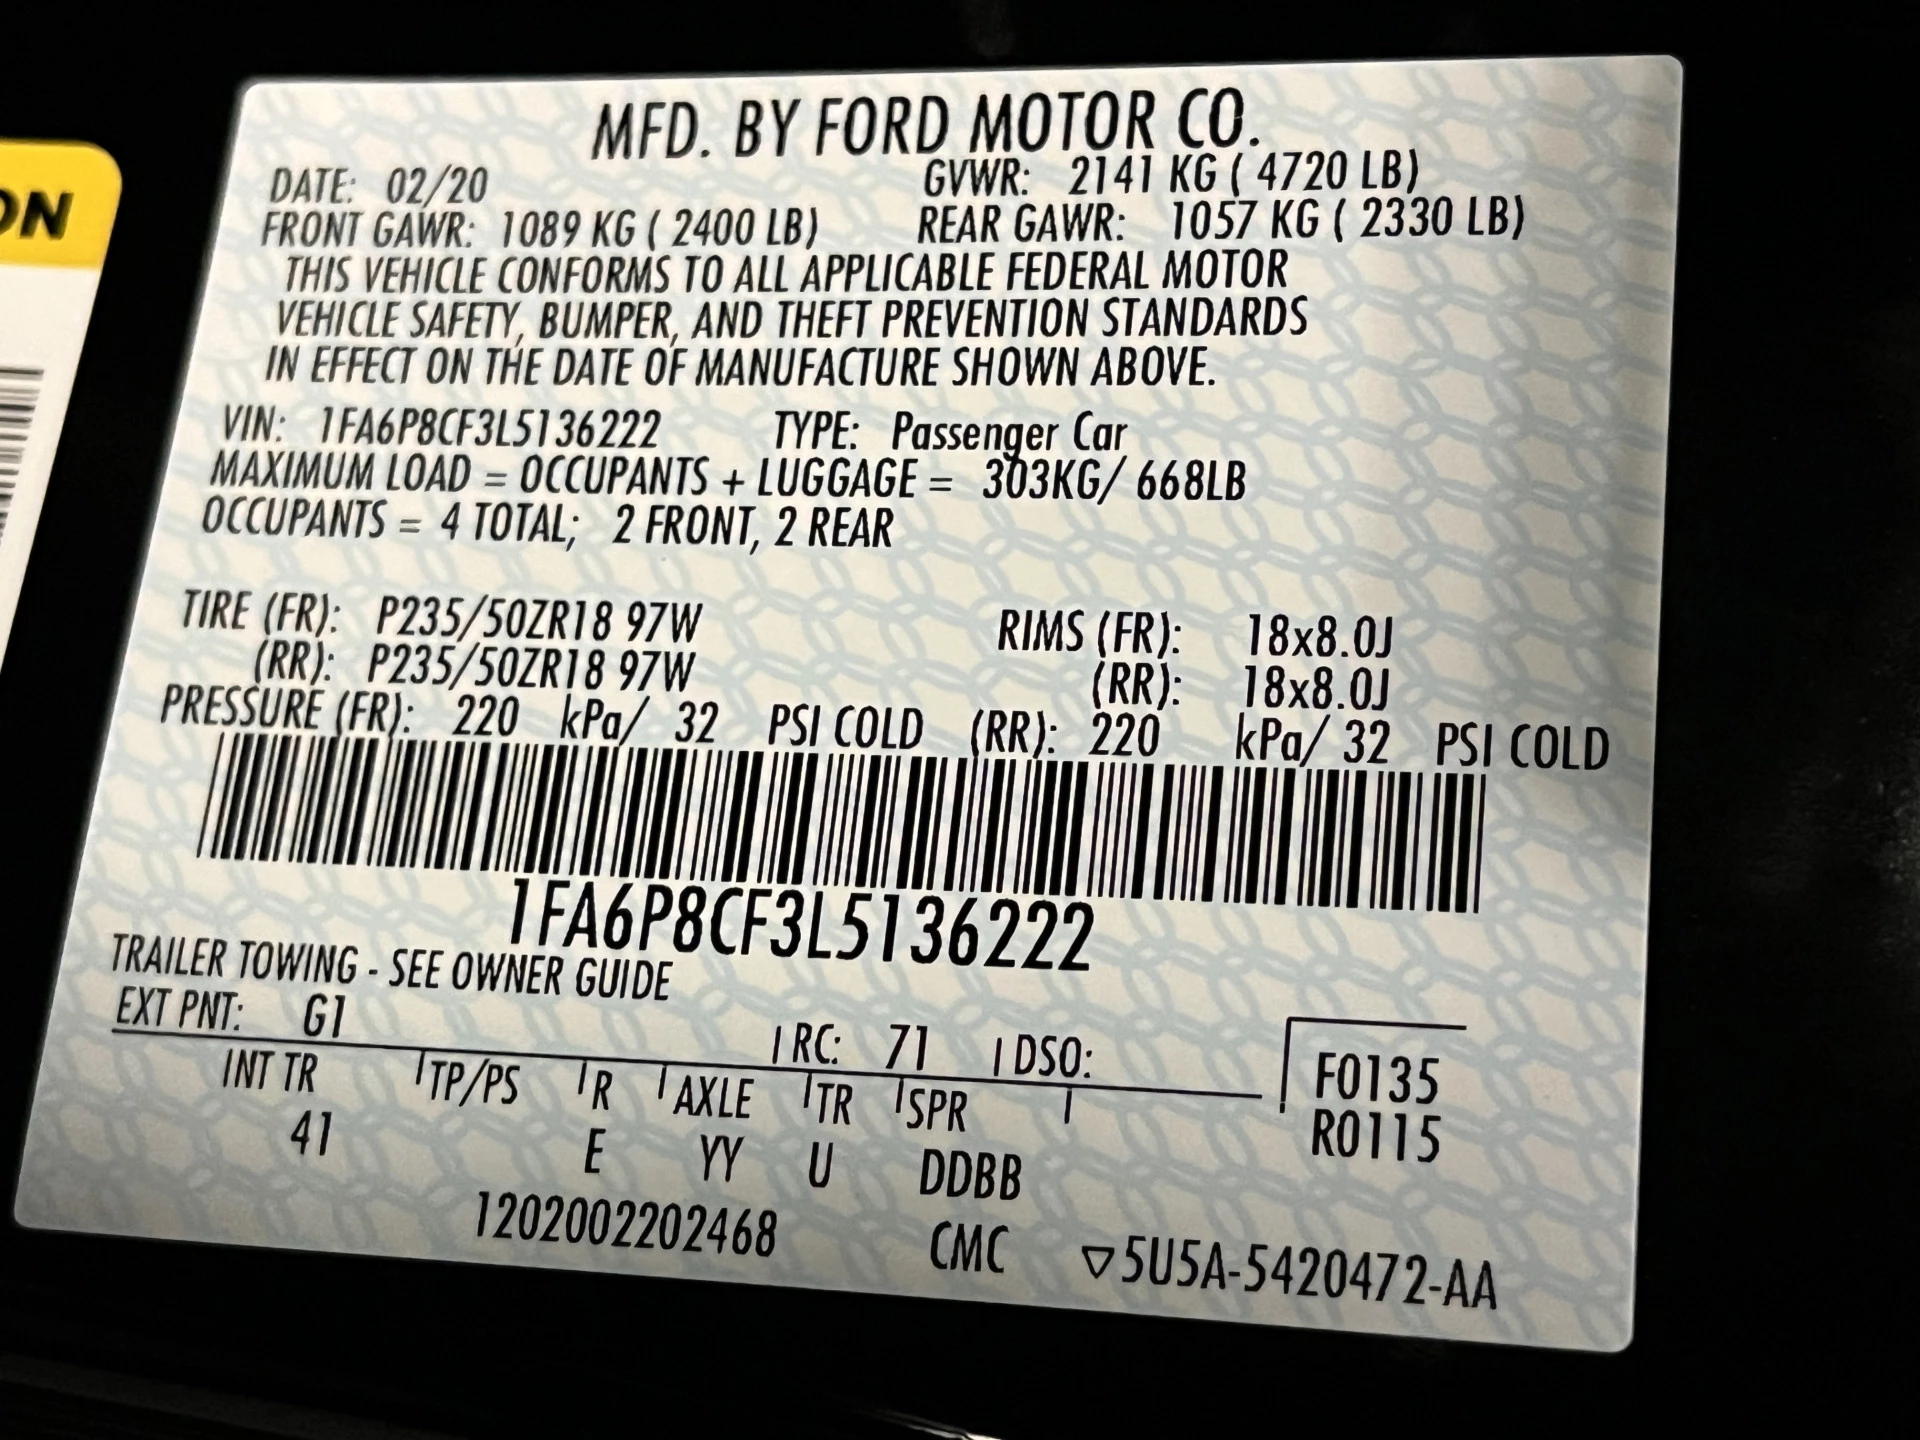 MFD. BY FORD MOTOR CO.
DATE: 02/20 GVWR: 2141 KG ( 4720 LB)
FRONT GAWR: 1089 KG ( 2400 LB) REAR GAWR: 1057 KG ( 2330 LB)
THIS VEHICLE CONFORMS TO ALL APPLICABLE FEDERAL MOTOR
VEHICLE SAFETY, BUMPER, AND THEFT PREVENTION STANDARDS
IN EFFECT ON THE DATE OF MANUFACTURE SHOWN ABOVE.
VIN: 1FA6P8CF3L5136222 TYPE: Passenger Car
MAXIMUM LOAD = OCCUPANTS + LUGGAGE = 303KG/ 668LB
OCCUPANTS = 4 TOTAL; 2 FRONT, 2 REAR
TIRE (FR): P235/50ZR18 97W RIMS (FR): 18x8.0J
(RR): P235/50ZR18 97W (RR): 18x8.0J
PRESSURE (FR): 220 kPa/ 32 PSI COLD (RR): 220 kPa/ 32 PSI COLD
1FA6P8CF3L5136222
TRAILER TOWING - SEE OWNER GUIDE
EXT PNT: G1 RC: 71 DSO:
INT TR TP/PS R AXLE TR SPR F0135
41 E YY U DDBB R0115
1202002202468 CMC ▽5U5A-5420472-AA